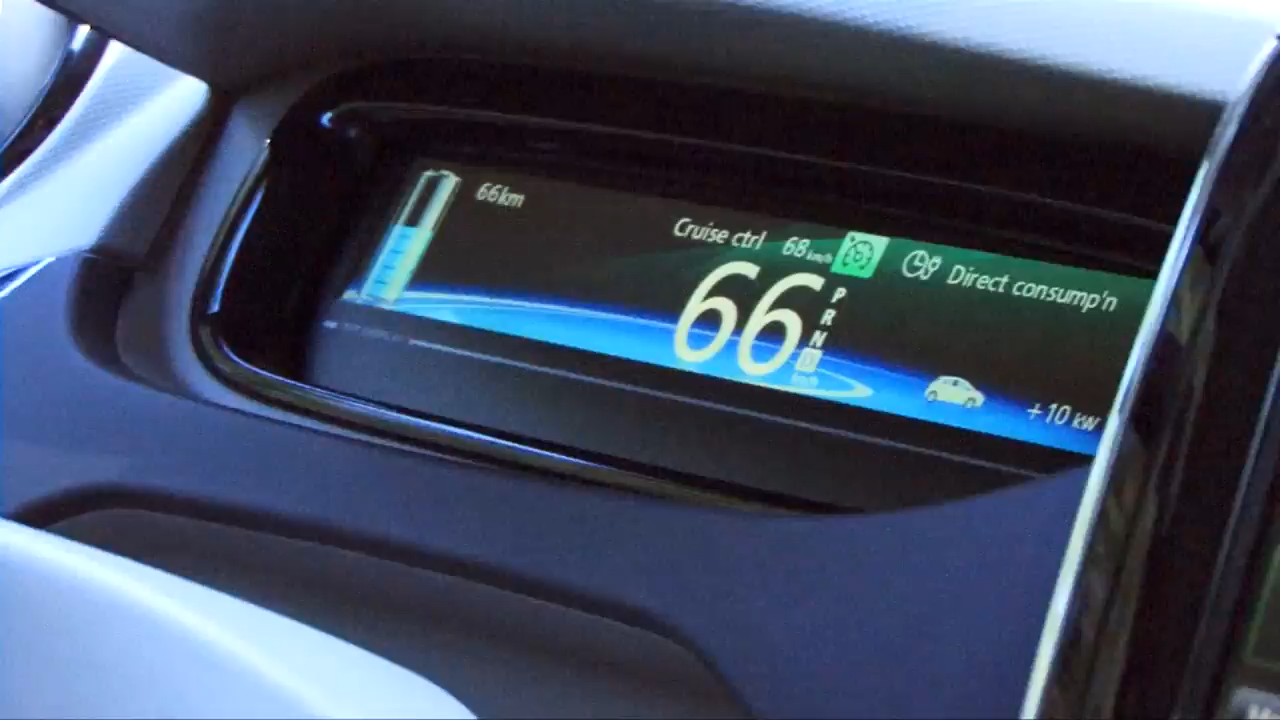 66km
Cruise ctrl 68 km/h
Direct consump'n
66
P
R
N
D
km/h
+10 kW